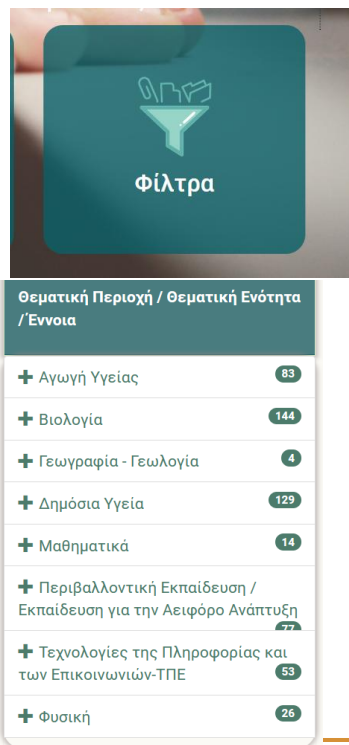 Φίλτρα
Θεματική Περιοχή / Θεματική Ενότητα
/ Έννοια
Αγωγή Υγείας 83
Βιολογία 144
Γεωγραφία - Γεωλογία 4
Δημόσια Υγεία 129
Μαθηματικά 14
Περιβαλλοντική Εκπαίδευση /
Εκπαίδευση για την Αειφόρο Ανάπτυξη
77
Τεχνολογίες της Πληροφορίας και
των Επικοινωνιών-ΤΠΕ 53
Φυσική 26